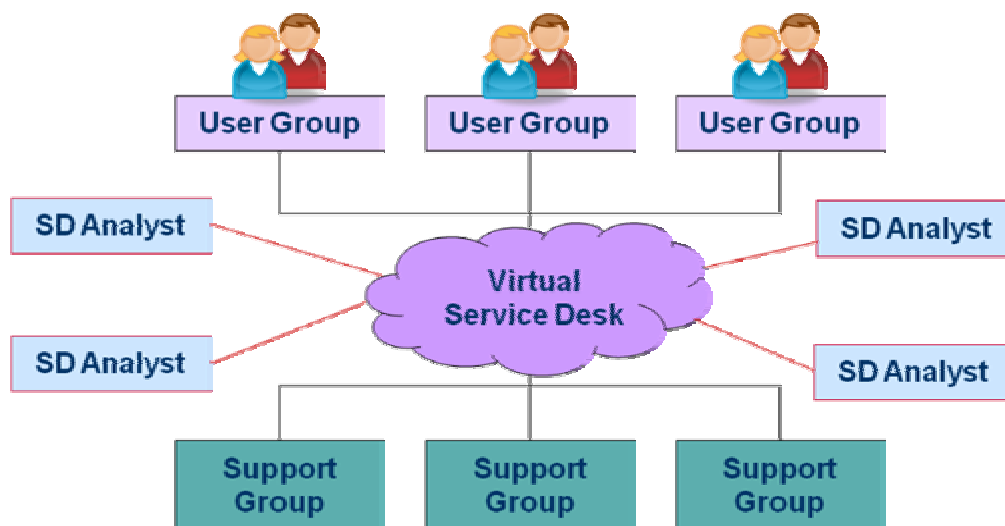 User Group
User Group
User Group
SD Analyst
SD Analyst
Virtual
Service Desk
SD Analyst
SD Analyst
Support
Group
Support
Group
Support
Group